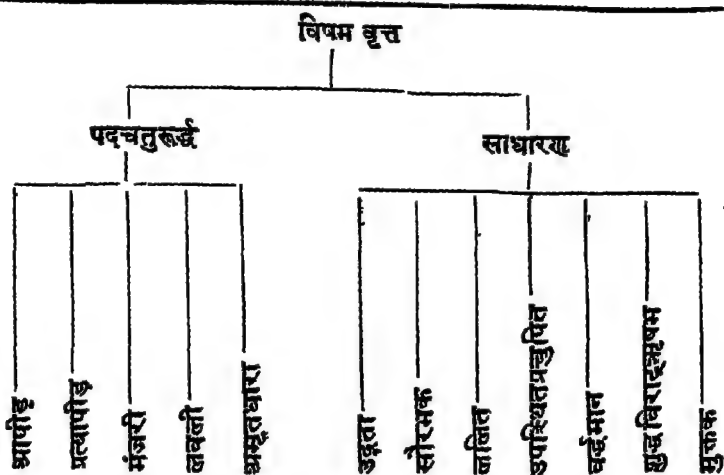 विषम वृत्त
पदचतुरूर्द्ध
साधारण
आपीड़
प्रत्यापीड़
मंजरी
लवली
अमृतधारा
उद्गता
सौरभक
ललित
उपस्थितप्रचुपित
वर्द्धमान
शुद्धविराट्ऋषभ
मुक्तक